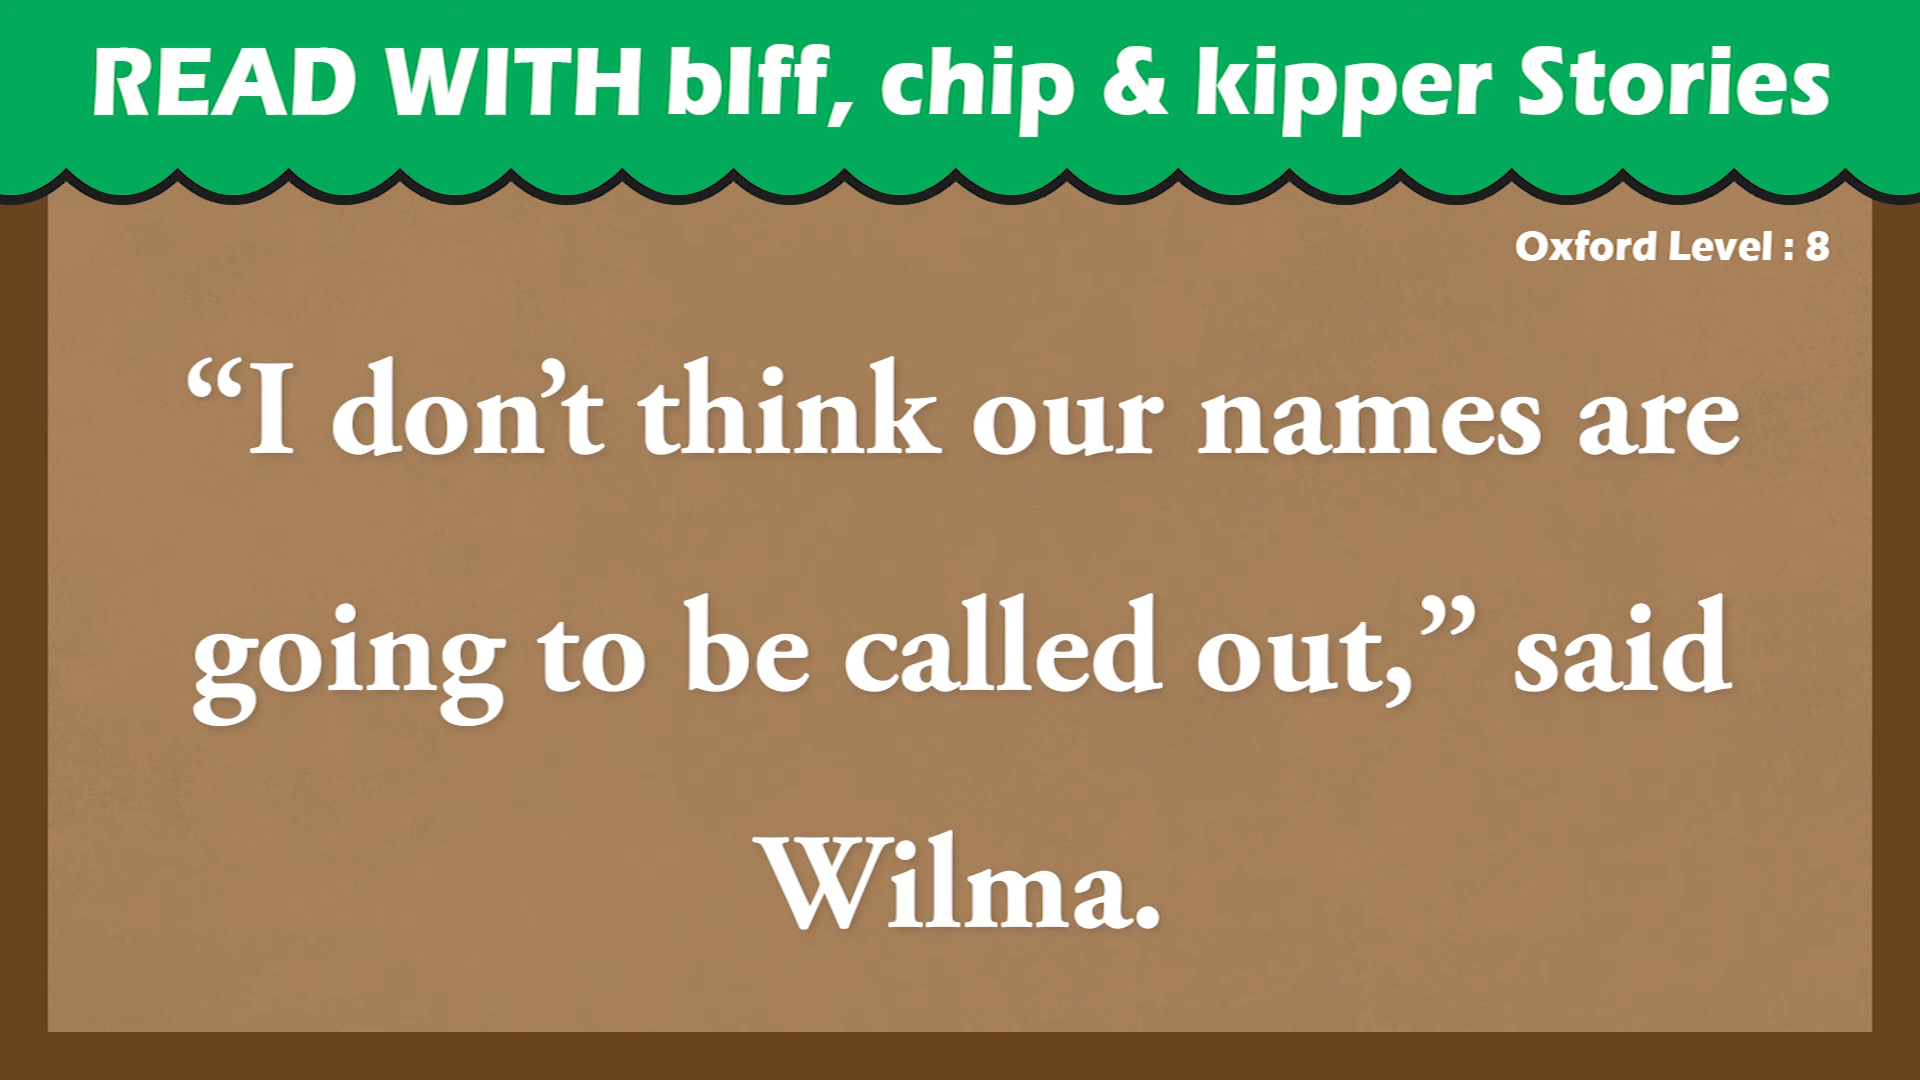 READ WITH bIff, chip & kipper Stories
Oxford Level : 8
“I don’t think our names are
going to be called out,” said
Wilma.